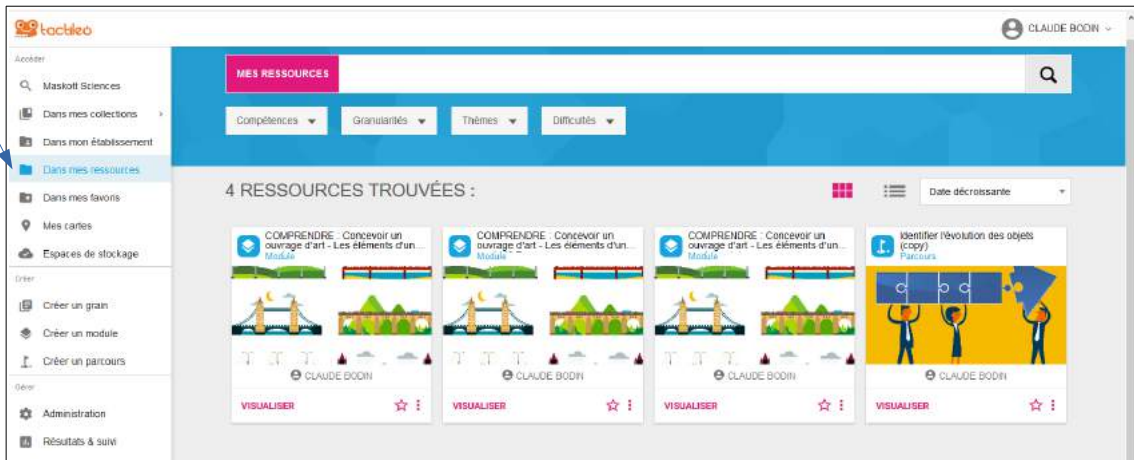 tactileo
CLAUDE BODIN
Accéder
Maskott Sciences
Dans mes collections
Dans mon établissement
Dans mes ressources
Dans mes favoris
Mes cartes
Espaces de stockage
Créer
Créer un grain
Créer un module
Créer un parcours
Gérer
Administration
Résultats & suivi
MES RESSOURCES
Compétences
Granularités
Thèmes
Difficultés
4 RESSOURCES TROUVÉES :
Date décroissante
COMPRENDRE : Concevoir un
ouvrage d'art - Les éléments d'un...
Module
CLAUDE BODIN
VISUALISER
COMPRENDRE : Concevoir un
ouvrage d'art - Les éléments d'un...
Module
CLAUDE BODIN
VISUALISER
COMPRENDRE : Concevoir un
ouvrage d'art - Les éléments d'un...
Module
CLAUDE BODIN
VISUALISER
Identifier l'évolution des objets
(copy)
Parcours
CLAUDE BODIN
VISUALISER